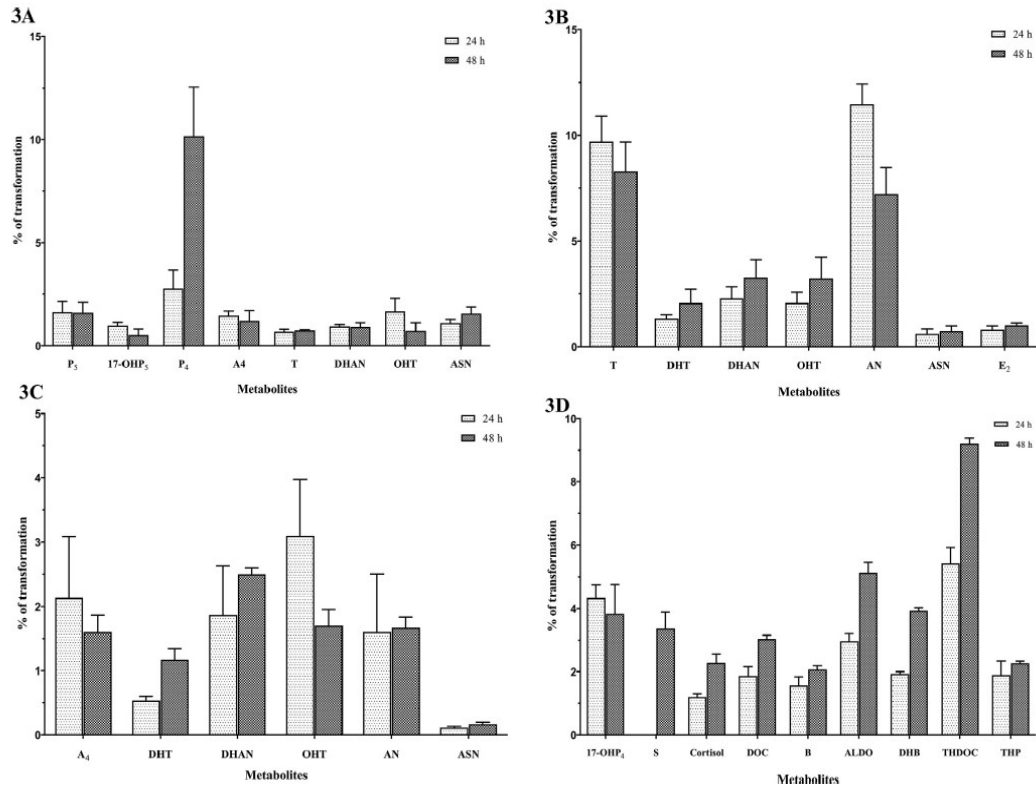 3A
15
10
5
0
% of transformation
24 h
48 h
P₅ 17-OHP₅ P₄ A4 T DHAN OHT ASN
Metabolites
3B
15
10
5
0
% of transformation
24 h
48 h
T DHT DHAN OHT AN ASN E₂
Metabolites
3C
5
4
3
2
1
0
% of transformation
24 h
48 h
A₄ DHT DHAN OHT AN ASN
Metabolites
3D
10
8
6
4
2
0
% of transformation
24 h
48 h
17-OHP₄ S Cortisol DOC B ALDO DHB THDOC THP
Metabolites